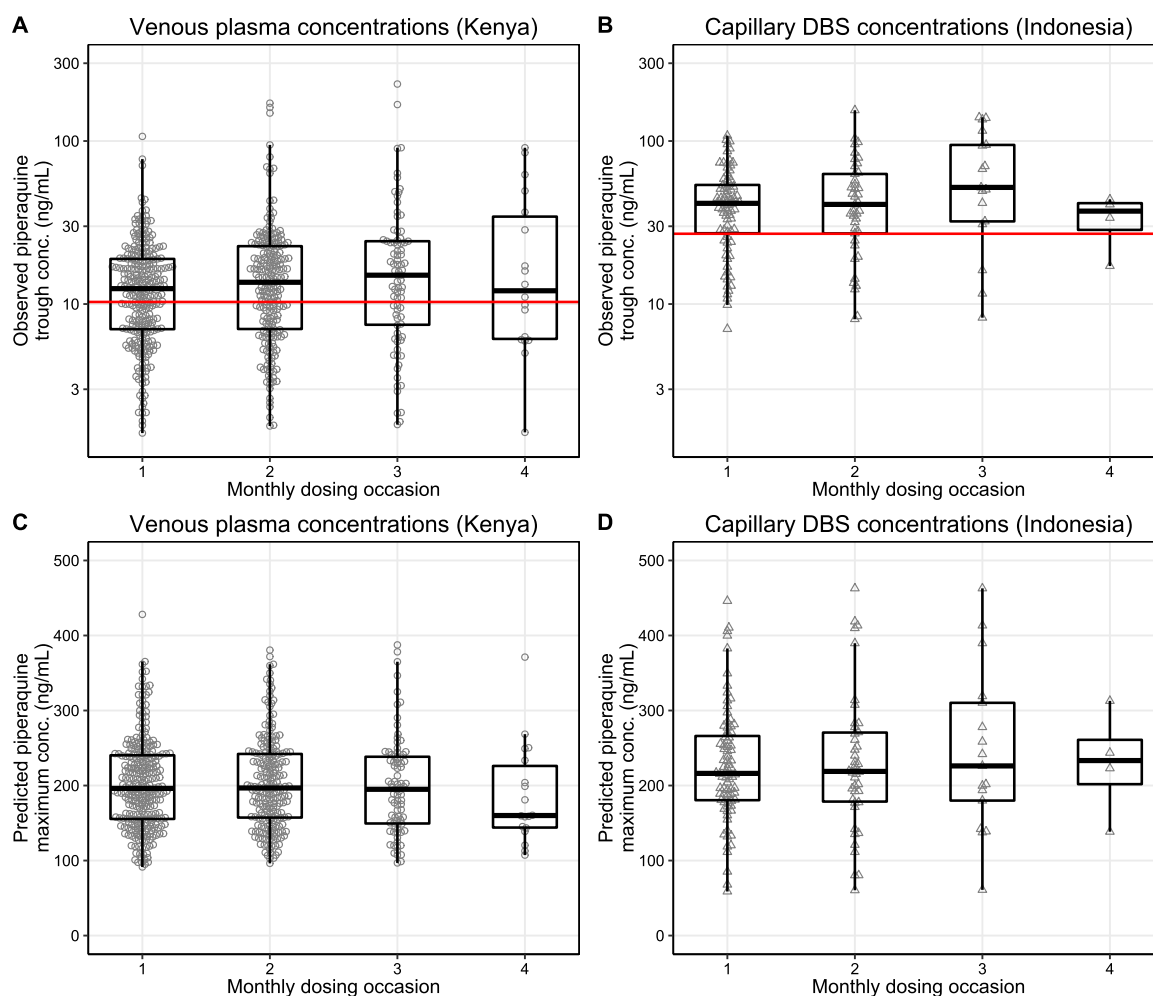 A
Venous plasma concentrations (Kenya)
Observed piperaquine
trough conc. (ng/mL)
300
100
30
10
3
1
2
3
4
Monthly dosing occasion
B
Capillary DBS concentrations (Indonesia)
Observed piperaquine
trough conc. (ng/mL)
300
100
30
10
3
1
2
3
4
Monthly dosing occasion
C
Venous plasma concentrations (Kenya)
Predicted piperaquine
maximum conc. (ng/mL)
500
400
300
200
100
0
1
2
3
4
Monthly dosing occasion
D
Capillary DBS concentrations (Indonesia)
Predicted piperaquine
maximum conc. (ng/mL)
500
400
300
200
100
0
1
2
3
4
Monthly dosing occasion